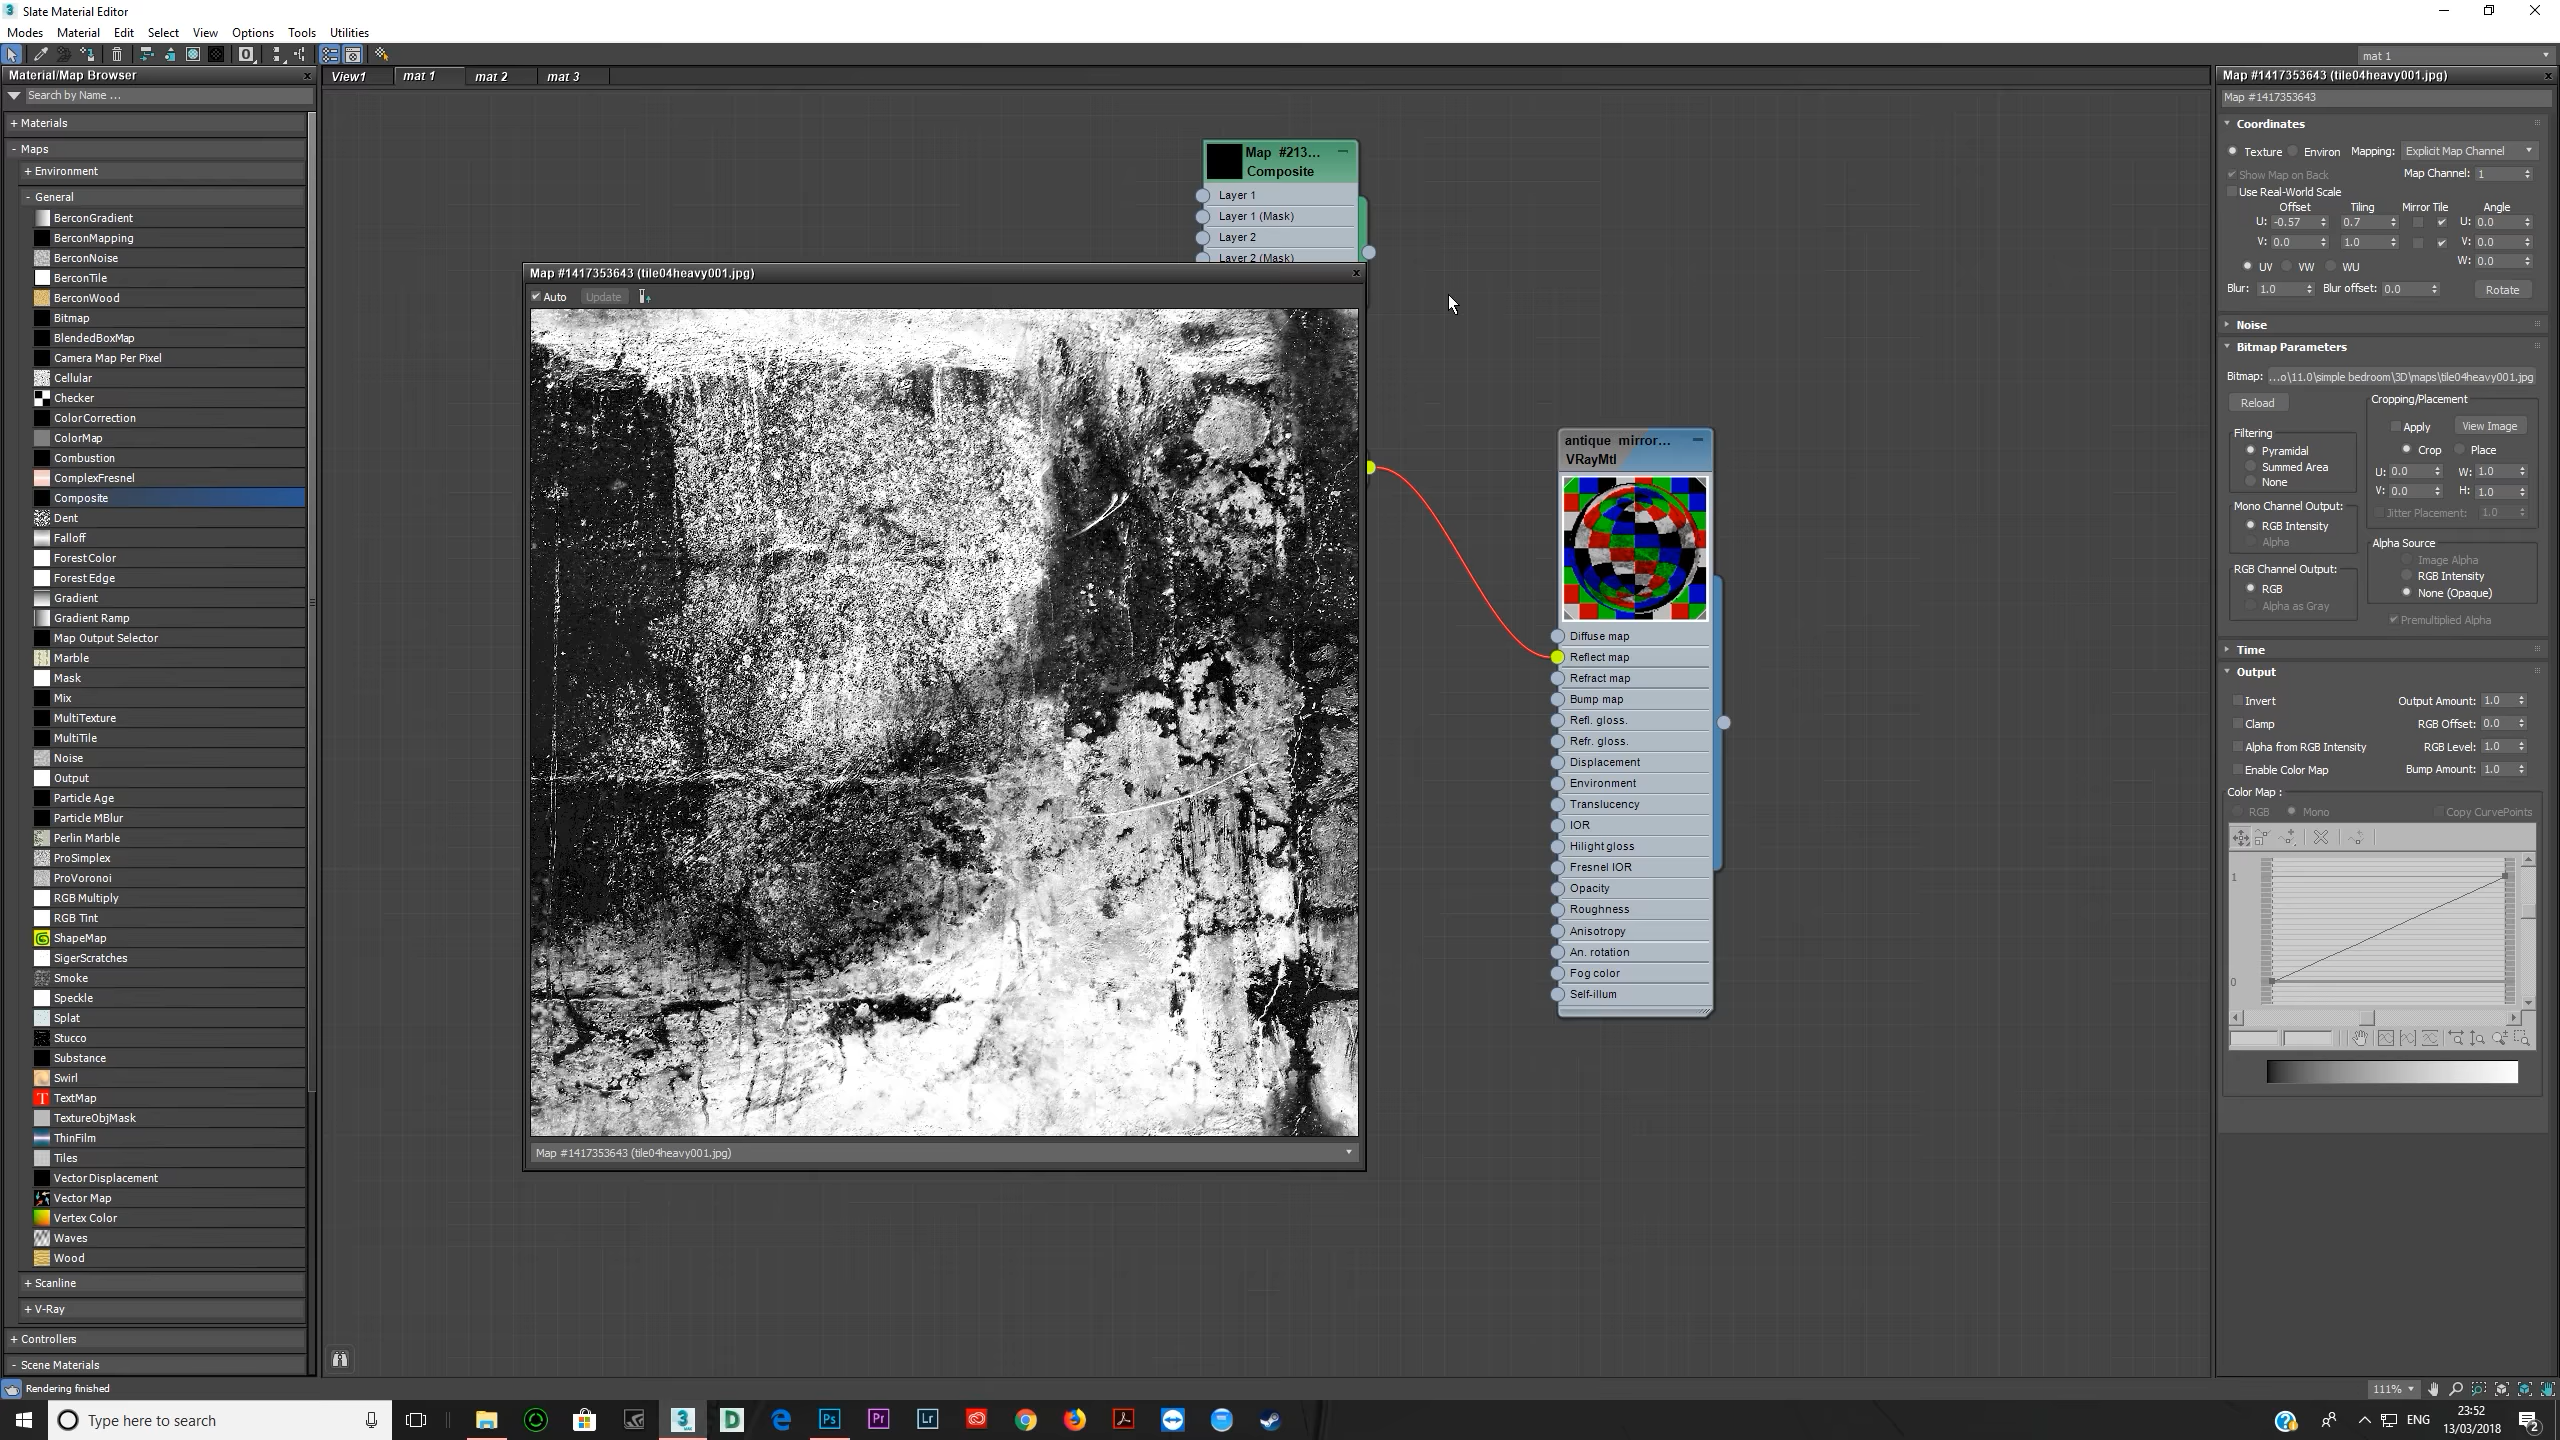 Slate Material Editor
Modes Material Edit Select View Options Tools Utilities
mat 1
Material/Map Browser
Search by Name ...
+ Materials
- Maps
+ Environment
- General
BerconGradient
BerconMapping
BerconNoise
BerconTile
BerconWood
Bitmap
BlendedBoxMap
Camera Map Per Pixel
Cellular
Checker
ColorCorrection
ColorMap
Combustion
ComplexFresnel
Composite
Dent
Falloff
ForestColor
Forest Edge
Gradient
Gradient Ramp
Map Output Selector
Marble
Mask
Mix
MultiTexture
MultiTile
Noise
Output
Particle Age
Particle MBlur
Perlin Marble
ProSimplex
ProVoronoi
RGB Multiply
RGB Tint
ShapeMap
SigerScratches
Smoke
Speckle
Splat
Stucco
Substance
Swirl
TextMap
TextureObjMask
ThinFilm
Tiles
Vector Displacement
Vector Map
Vertex Color
Waves
Wood
+ Scanline
+ V-Ray
+ Controllers
- Scene Materials
Rendering finished
View1 mat 1 mat 2 mat 3
Map #213...
Composite
Layer 1
Layer 1 (Mask)
Layer 2
Layer 2 (Mask)
Map #1417353643 (tile04heavy001.jpg)
Auto Update
Map #1417353643 (tile04heavy001.jpg)
antique mirror...
VRayMtl
Diffuse map
Reflect map
Refract map
Bump map
Refl. gloss.
Refr. gloss.
Displacement
Environment
Translucency
IOR
Hilight gloss
Fresnel IOR
Opacity
Roughness
Anisotropy
An. rotation
Fog color
Self-illum
Map #1417353643 (tile04heavy001.jpg)
Map #1417353643
Coordinates
Texture Environ Mapping: Explicit Map Channel
Show Map on Back Map Channel: 1
Use Real-World Scale
Offset Tiling Mirror Tile Angle
U: -0.57 0.7 U: 0.0
V: 0.0 1.0 V: 0.0
UV VW WU W: 0.0
Blur: 1.0 Blur offset: 0.0 Rotate
Noise
Bitmap Parameters
Bitmap: ...o\11.0\simple bedroom\3D\maps\tile04heavy001.jpg
Reload
Cropping/Placement
Apply View Image
Crop Place
U: 0.0 W: 1.0
V: 0.0 H: 1.0
Jitter Placement: 1.0
Filtering
Pyramidal
Summed Area
None
Mono Channel Output:
RGB Intensity
Alpha
RGB Channel Output:
RGB
Alpha as Gray
Alpha Source
Image Alpha
RGB Intensity
None (Opaque)
Premultiplied Alpha
Time
Output
Invert Output Amount: 1.0
Clamp RGB Offset: 0.0
Alpha from RGB Intensity RGB Level: 1.0
Enable Color Map Bump Amount: 1.0
Color Map :
RGB Mono Copy CurvePoints
1
0
111%
Type here to search
3 D Ps Pr Lr
ENG
23:52
13/03/2018
2